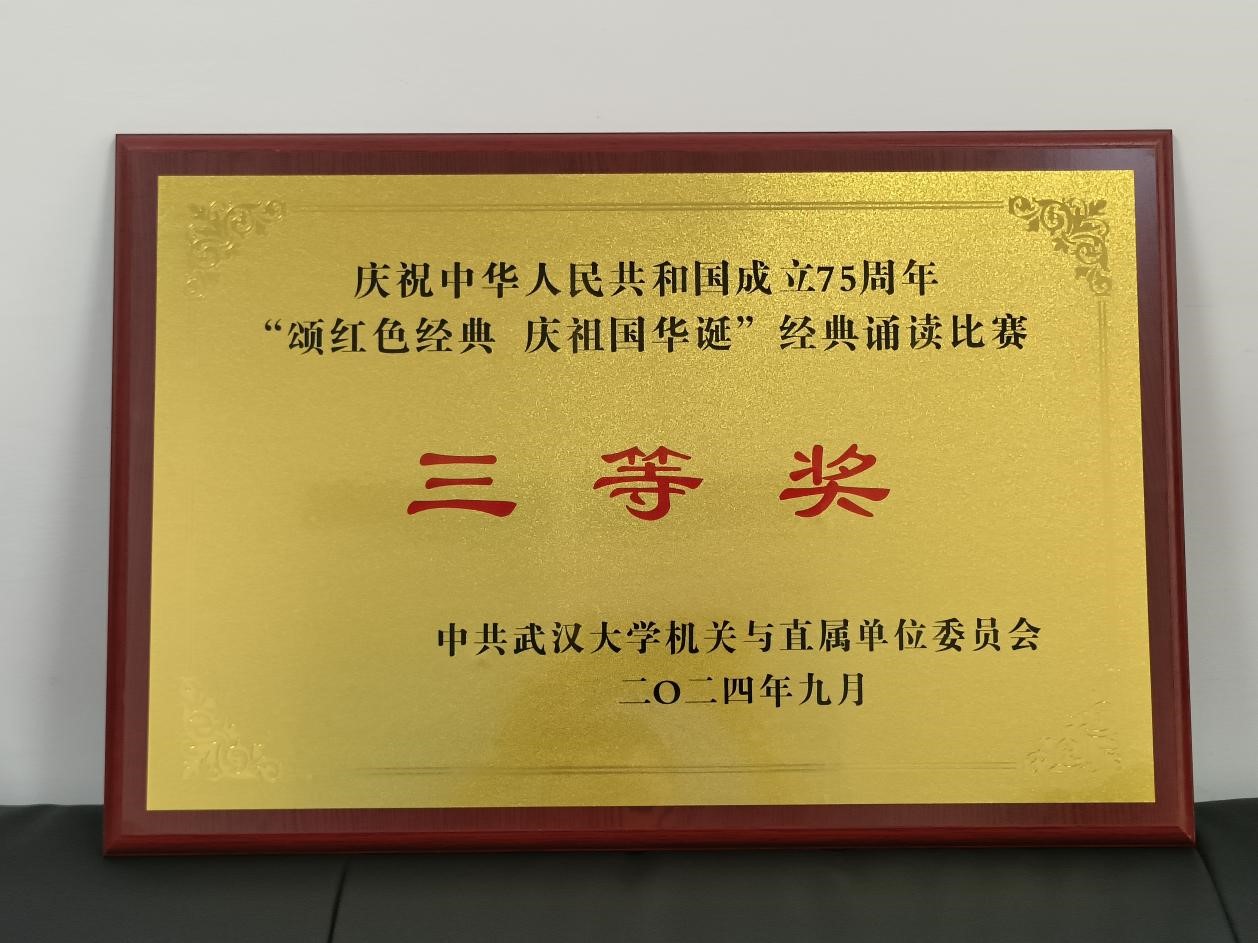 庆祝中华人民共和国成立75周年
“颂红色经典 庆祖国华诞”经典诵读比赛
三等奖
中共武汉大学机关与直属单位委员会
二〇二四年九月